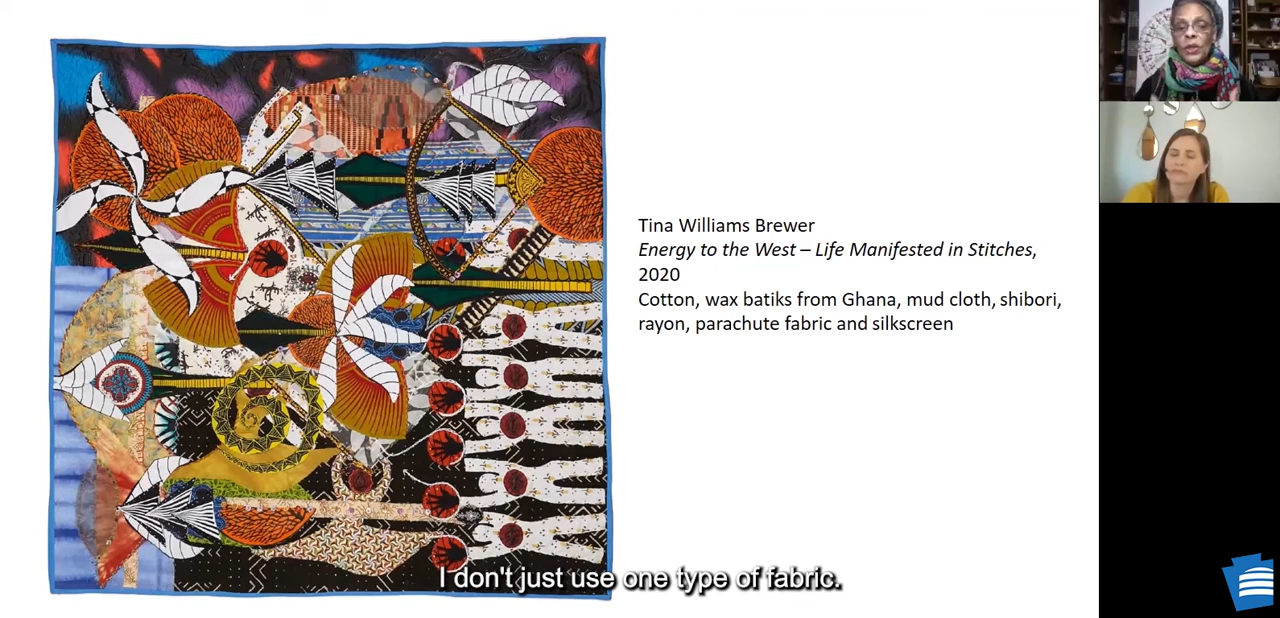 Tina Williams Brewer
Energy to the West – Life Manifested in Stitches,
2020
Cotton, wax batiks from Ghana, mud cloth, shibori,
rayon, parachute fabric and silkscreen
I don't just use one type of fabric.